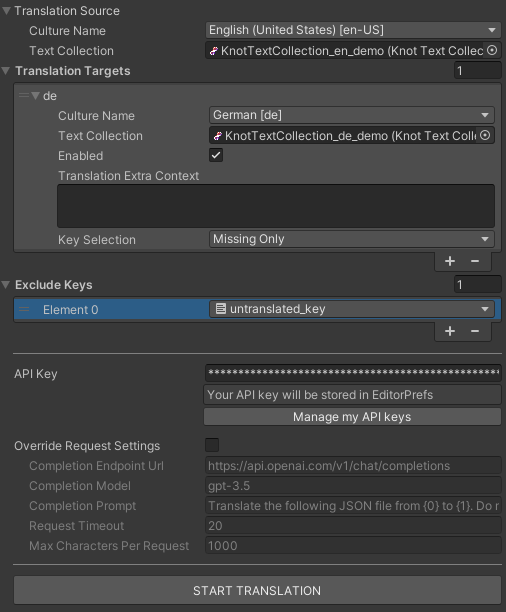 Translation Source
Culture Name English (United States) [en-US]
Text Collection KnotTextCollection_en_demo (Knot Text Collec
Translation Targets 1
de
Culture Name German [de]
Text Collection KnotTextCollection_de_demo (Knot Text Coll
Enabled
Translation Extra Context
Key Selection Missing Only
+ −
Exclude Keys 1
Element 0 untranslated_key
+ −
API Key ************************************************
Your API key will be stored in EditorPrefs
Manage my API keys
Override Request Settings
Completion Endpoint Url https://api.openai.com/v1/chat/completions
Completion Model gpt-3.5
Completion Prompt Translate the following JSON file from {0} to {1}. Do n
Request Timeout 20
Max Characters Per Request 1000
START TRANSLATION